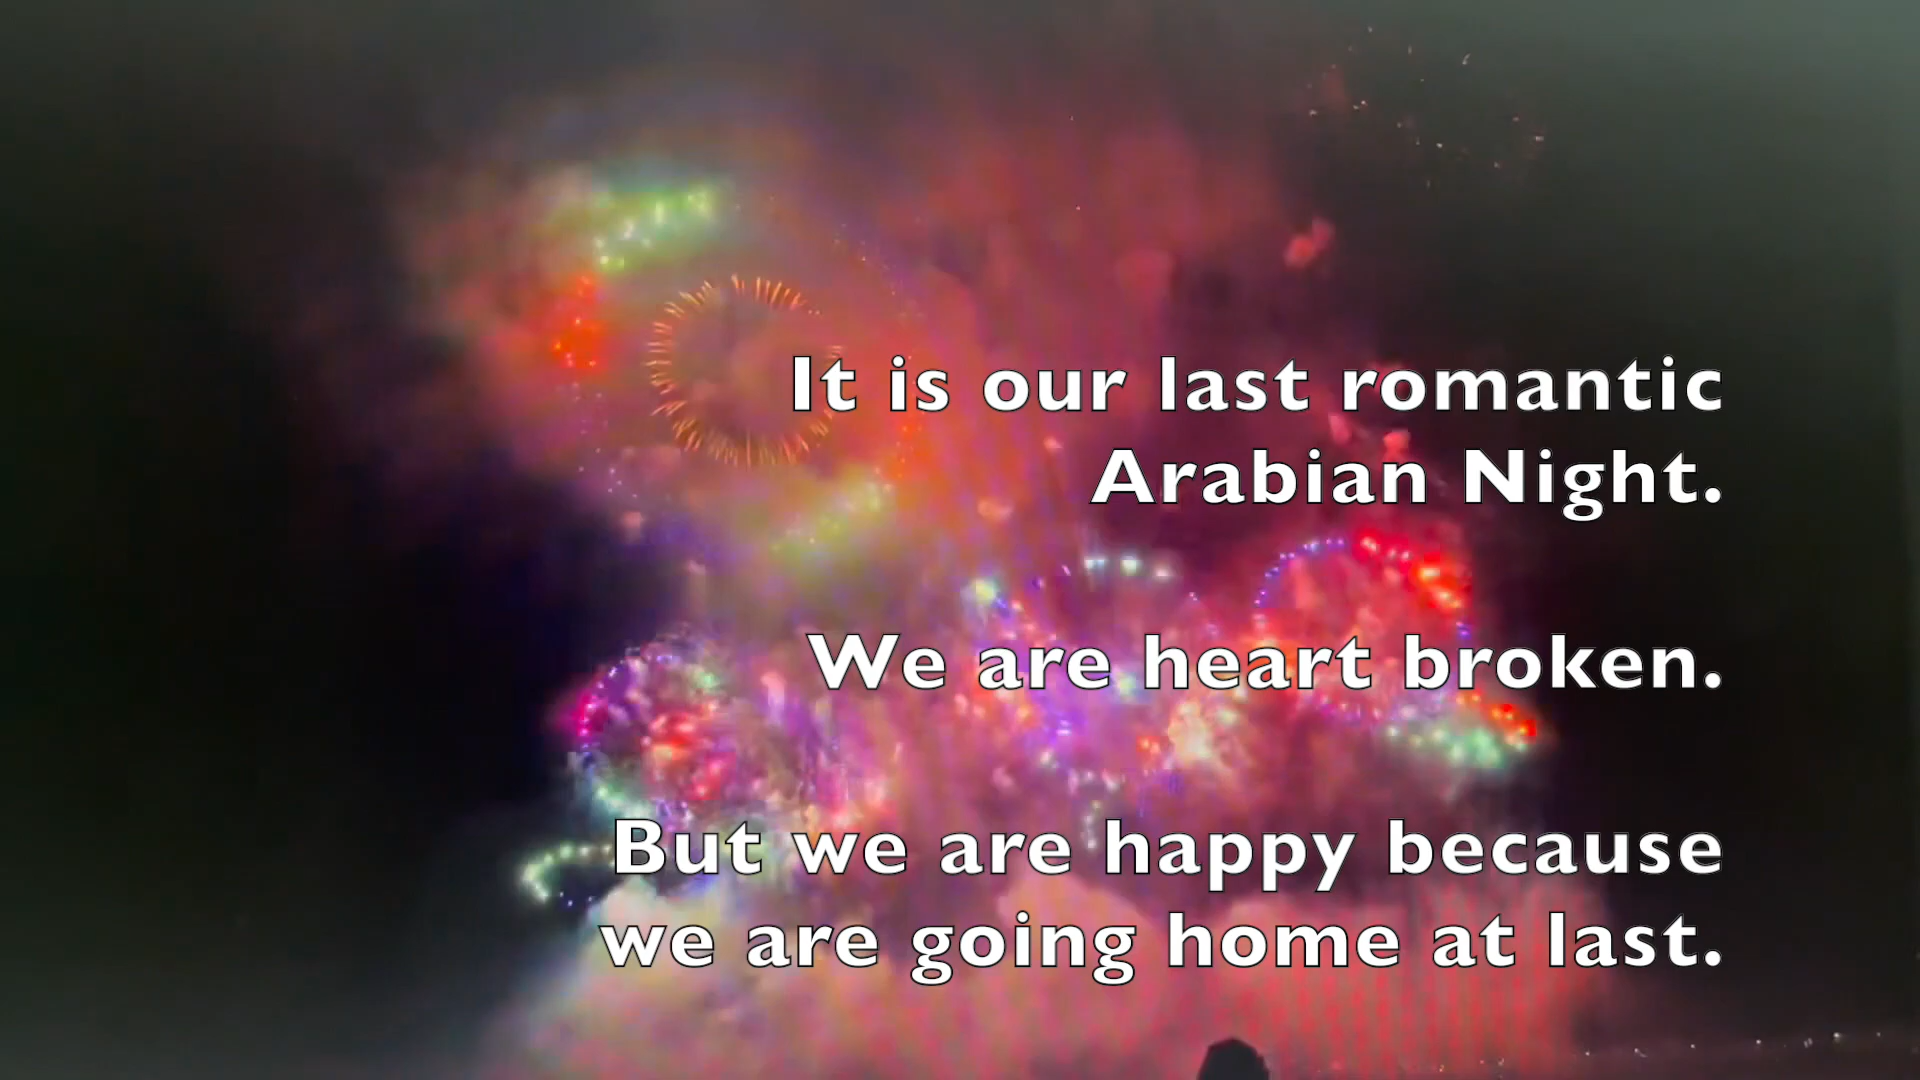 It is our last romantic
Arabian Night.
We are heart broken.
But we are happy because
we are going home at last.